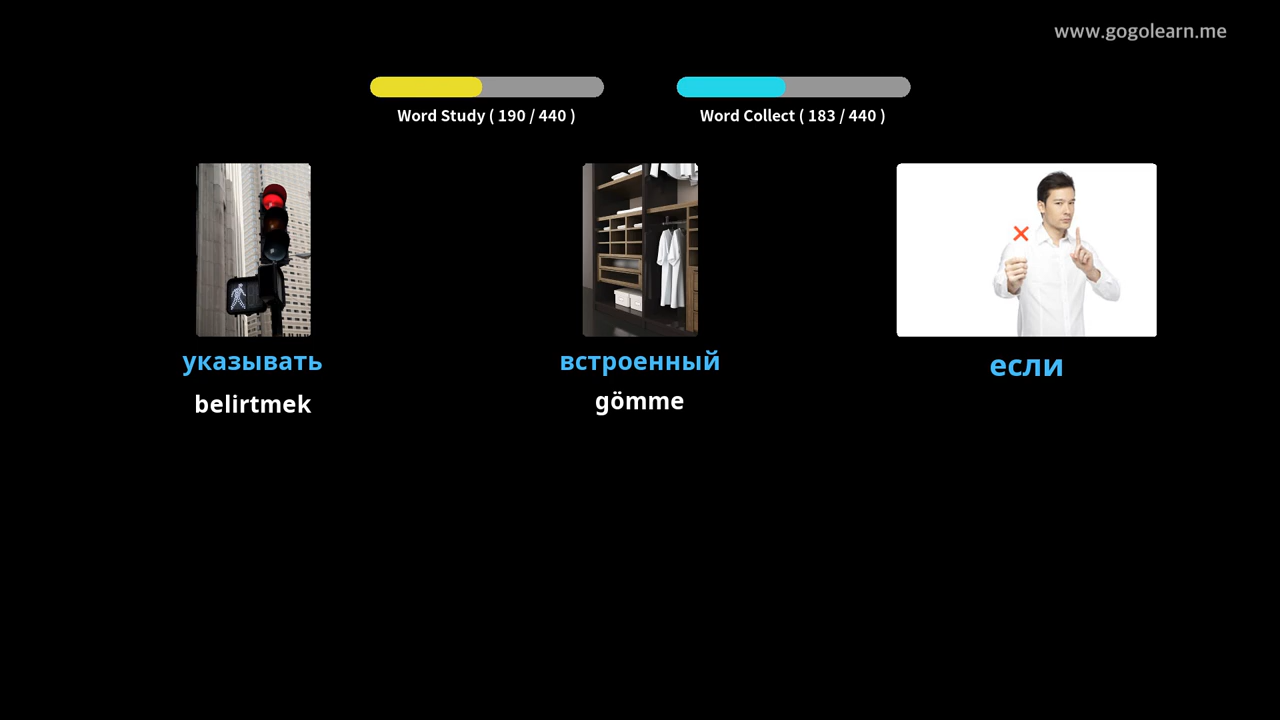 www.gogolearn.me
Word Study ( 190 / 440 )
Word Collect ( 183 / 440 )
указывать
встроенный
если
belirtmek
gömme